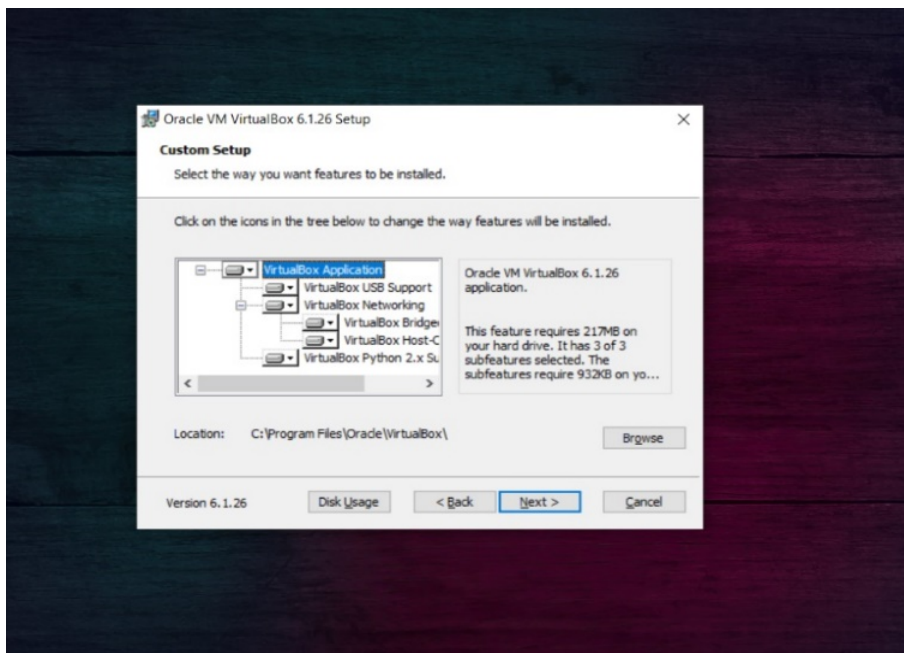 Oracle VM VirtualBox 6.1.26 Setup
Custom Setup
Select the way you want features to be installed.
Click on the icons in the tree below to change the way features will be installed.
VirtualBox Application
VirtualBox USB Support
VirtualBox Networking
VirtualBox Bridge
VirtualBox Host-C
VirtualBox Python 2.x Su
Oracle VM VirtualBox 6.1.26
application.
This feature requires 217MB on
your hard drive. It has 3 of 3
subfeatures selected. The
subfeatures require 932KB on yo...
Location: C:\Program Files\Oracle\VirtualBox\
Browse
Version 6.1.26
Disk Usage
< Back
Next >
Cancel